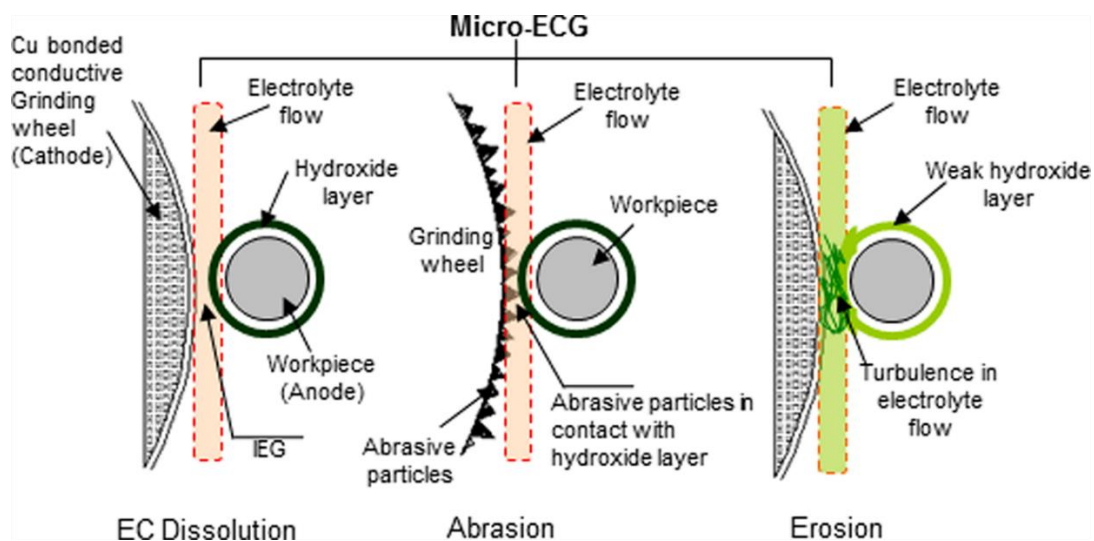 Micro-ECG
Cu bonded
conductive
Grinding
wheel
(Cathode)
Electrolyte
flow
Hydroxide
layer
Workpiece
(Anode)
IEG
EC Dissolution
Electrolyte
flow
Grinding
wheel
Workpiece
Abrasive
particles
Abrasive particles in
contact with
hydroxide layer
Abrasion
Electrolyte
flow
Weak hydroxide
layer
Turbulence in
electrolyte
flow
Erosion